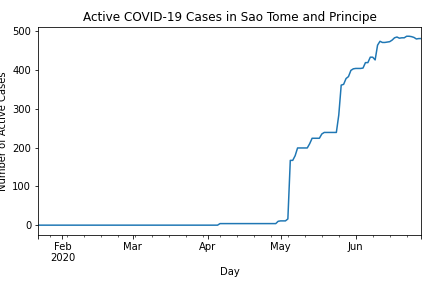 Active COVID-19 Cases in Sao Tome and Principe
Number of Active Cases
500
400
300
200
100
0
Feb
2020
Mar
Apr
May
Jun
Day